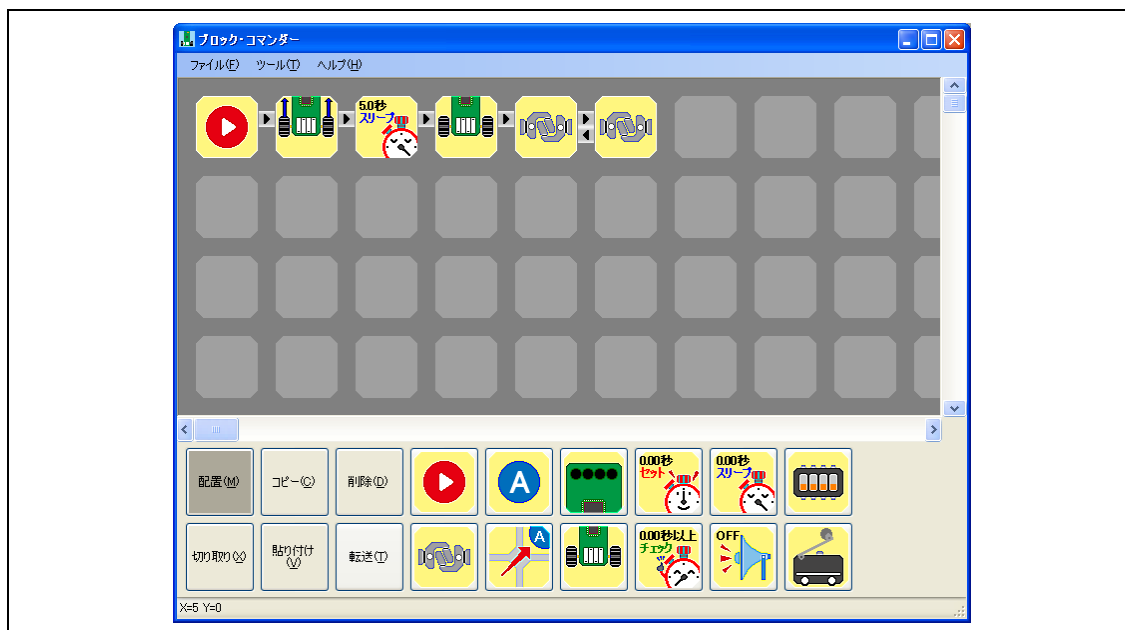 ブロック・コマンダー
ファイル(F) ツール(T) ヘルプ(H)
5.0秒
スリープ
配置(M)
コピー(C)
削除(D)
A
0.00秒
セット
0.00秒
スリープ
切り取り(X)
貼り付け
(V)
転送(T)
A
0.00秒以上
チェック
OFF
X=5 Y=0